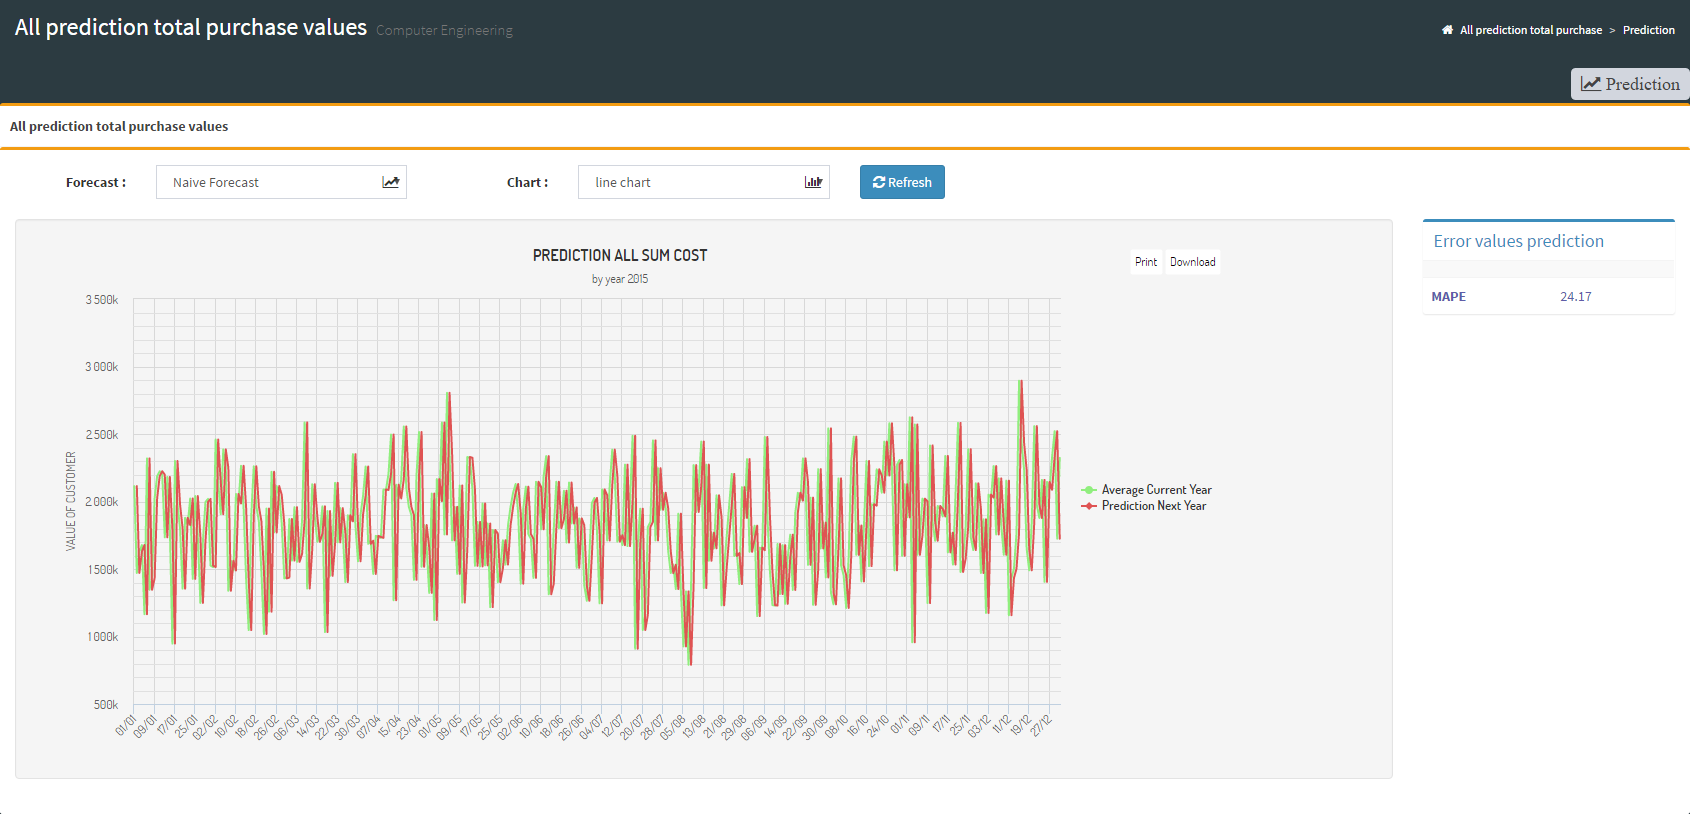 All prediction total purchase values Computer Engineering
All prediction total purchase > Prediction
Prediction
All prediction total purchase values
Forecast : Naive Forecast Chart : line chart Refresh
PREDICTION ALL SUM COST
by year 2015
Print Download
Error values prediction
MAPE 24.17
VALUE OF CUSTOMER
3 500k
3 000k
2 500k
2 000k
1 500k
1 000k
500k
Average Current Year
Prediction Next Year
01/01 09/01 17/01 25/01 02/02 10/02 18/02 26/02 06/03 14/03 22/03 30/03 07/04 15/04 23/04 01/05 09/05 17/05 25/05 02/06 10/06 18/06 26/06 04/07 12/07 20/07 28/07 05/08 13/08 21/08 29/08 06/09 14/09 22/09 30/09 08/10 16/10 24/10 01/11 09/11 17/11 25/11 03/12 11/12 19/12 27/12